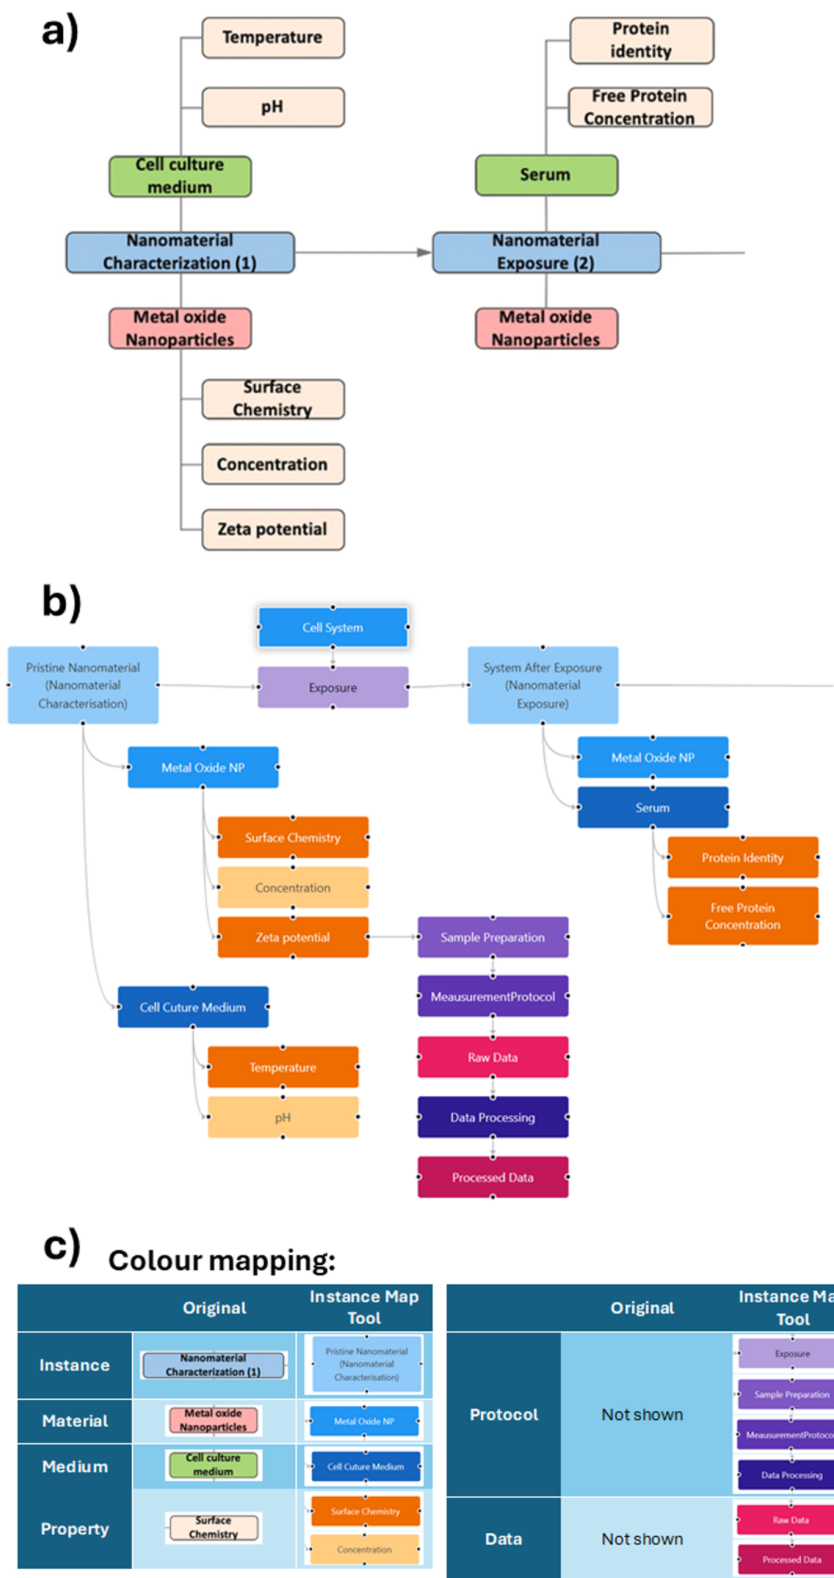 a)
Temperature
pH
Cell culture
medium
Nanomaterial
Characterization (1)
Metal oxide
Nanoparticles
Surface
Chemistry
Concentration
Zeta potential
Protein
identity
Free Protein
Concentration
Serum
Nanomaterial
Exposure (2)
Metal oxide
Nanoparticles
b)
Cell System
Pristine Nanomaterial
(Nanomaterial
Characterisation)
Exposure
System After Exposure
(Nanomaterial
Exposure)
Metal Oxide NP
Surface Chemistry
Concentration
Zeta potential
Cell Cuture Medium
Temperature
pH
Sample Preparation
MeausurementProtocol
Raw Data
Data Processing
Processed Data
Metal Oxide NP
Serum
Protein Identity
Free Protein
Concentration
c)
Colour mapping:
Original
Instance Map
Tool
Instance
Nanomaterial
Characterization (1)
Pristine Nanomaterial
(Nanomaterial
Characterisation)
Material
Metal oxide
Nanoparticles
Metal Oxide NP
Medium
Cell culture
medium
Cell Cuture Medium
Property
Surface
Chemistry
Surface Chemistry
Concentration
Original
Instance Ma
Tool
Protocol
Not shown
Exposure
Sample Preparation
MeausurementProtoco
Data Processing
Data
Not shown
Raw Data
Processed Data